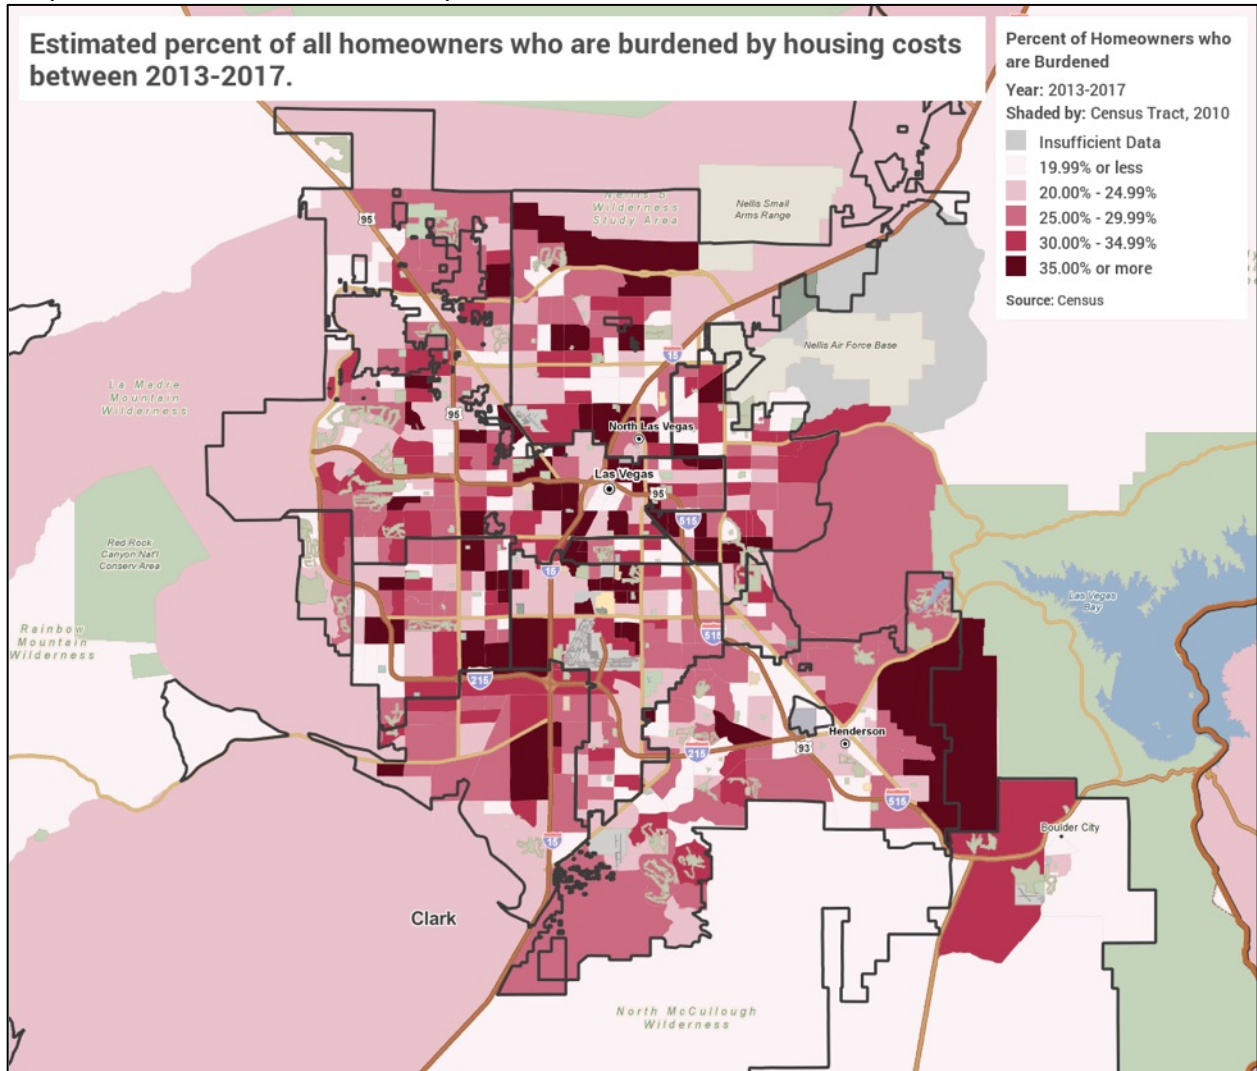 Estimated percent of all homeowners who are burdened by housing costs
between 2013-2017.
Percent of Homeowners who
are Burdened
Year: 2013-2017
Shaded by: Census Tract, 2010
Insufficient Data
19.99% or less
20.00% - 24.99%
25.00% - 29.99%
30.00% - 34.99%
35.00% or more
Source: Census
Wilderness
Study Area
Nellis Small
Arms Range
95
Nellis Air Force Base
15
La Madre
Mountain
Wilderness
95
North Las Vegas
Las Vegas
95
515
Red Rock
Canyon Nat'l
Conserv Area
15
Las Vegas
Bay
Rainbow
Mountain
Wilderness
515
215
Henderson
93
215
515
Boulder City
15
Clark
North McCullough
Wilderness